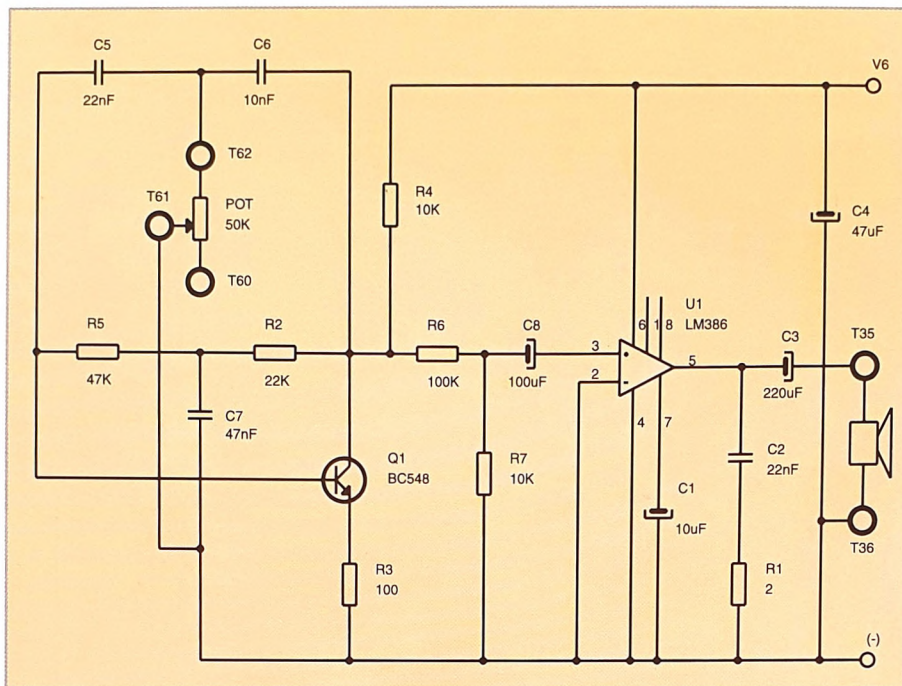 C5
22nF
C6
10nF
V6
T62
T61
POT
50K
T60
R4
10K
C4
47uF
R5
47K
R2
22K
R6
100K
C8
100uF
3
2
6
1
8
U1
LM386
5
4
7
C3
220uF
T35
C7
47nF
Q1
BC548
R7
10K
C1
10uF
C2
22nF
T36
R3
100
R1
2
(-)